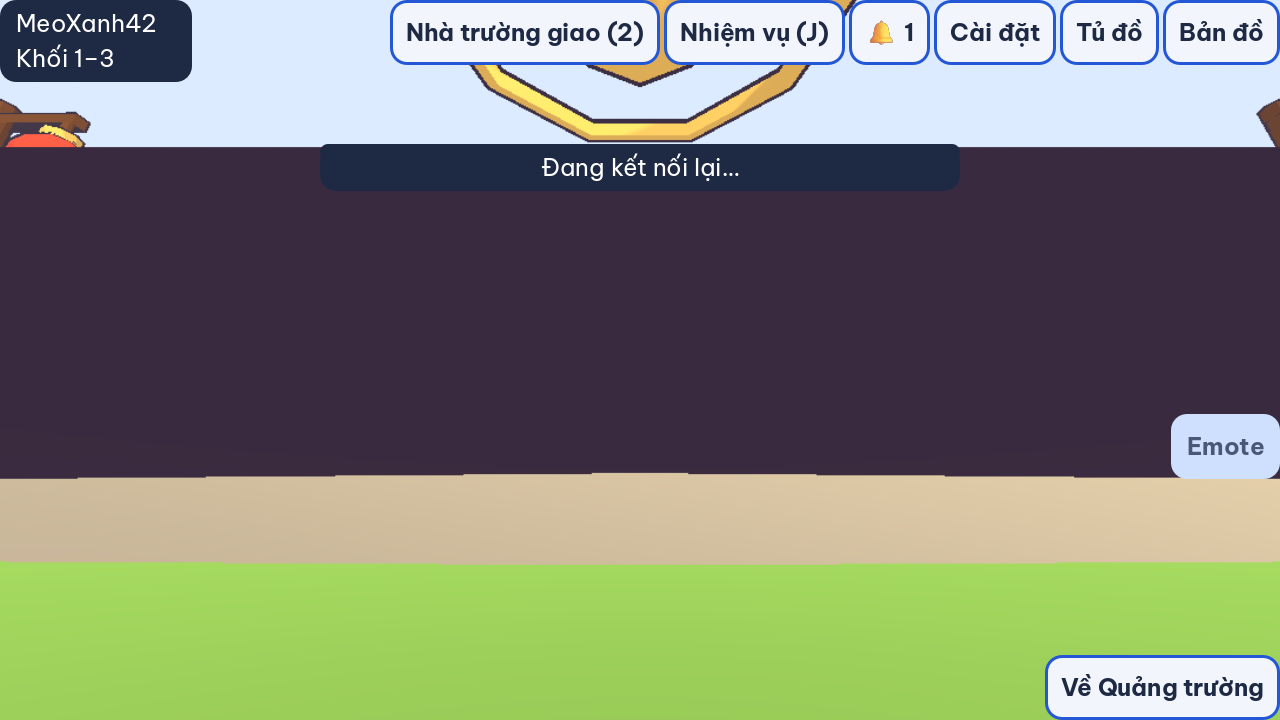 MeoXanh42
Khối 1–3
Nhà trường giao (2)
Nhiệm vụ (J)
1
Cài đặt
Tủ đồ
Bản đồ
Đang kết nối lại...
Emote
Về Quảng trường